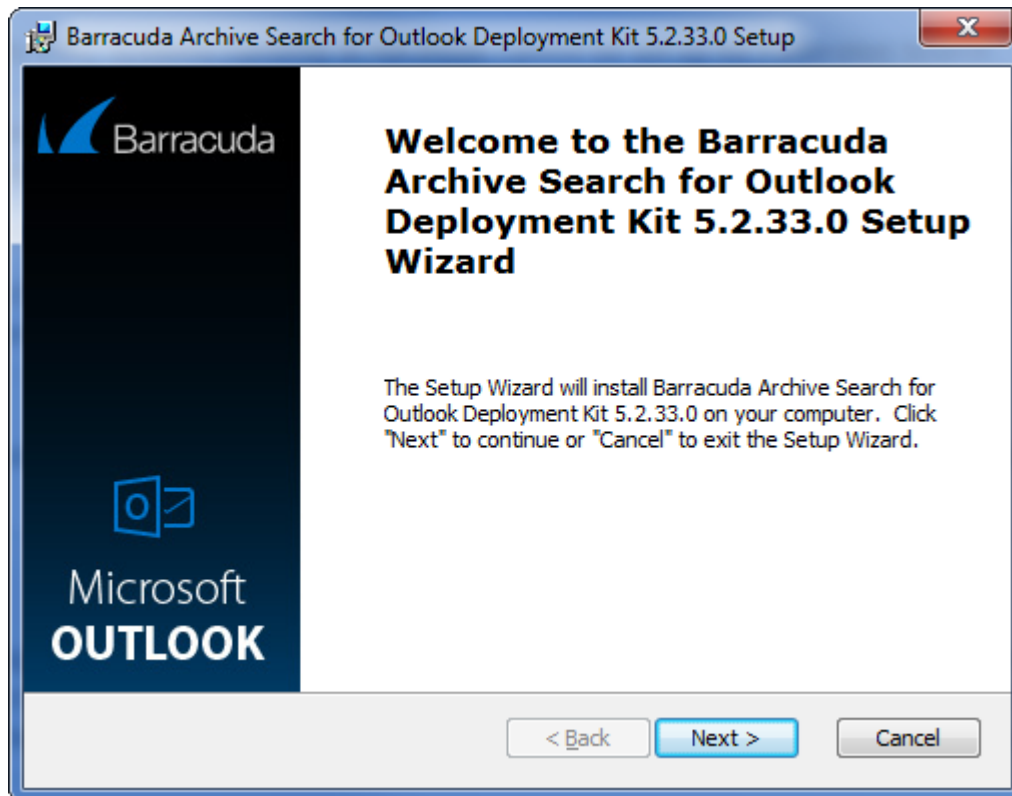 Barracuda Archive Search for Outlook Deployment Kit 5.2.33.0 Setup
Barracuda
Welcome to the Barracuda
Archive Search for Outlook
Deployment Kit 5.2.33.0 Setup
Wizard
The Setup Wizard will install Barracuda Archive Search for
Outlook Deployment Kit 5.2.33.0 on your computer.  Click
"Next" to continue or "Cancel" to exit the Setup Wizard.
O
Microsoft
OUTLOOK
< Back
Next >
Cancel